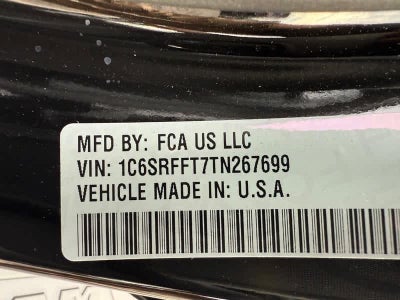 MFD BY: FCA US LLC
VIN: 1C6SRFFT7TN267699
VEHICLE MADE IN: U.S.A.